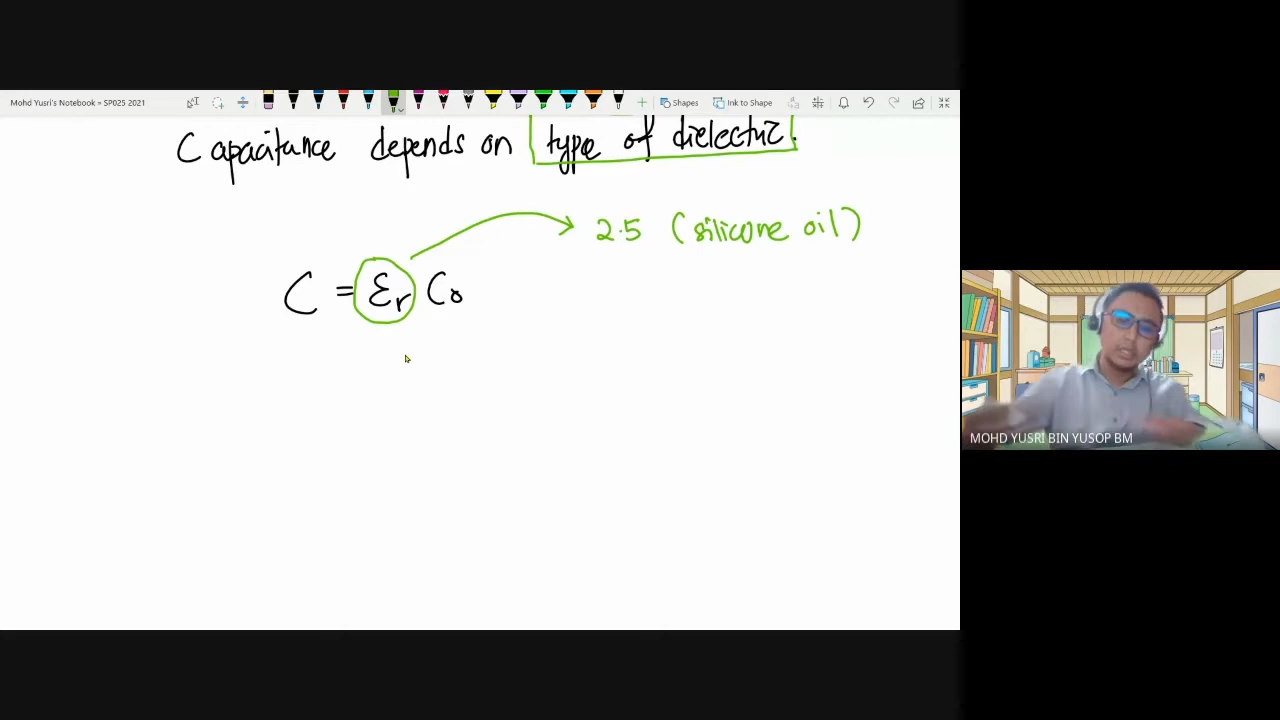 Mohd Yusri's Notebook » SP025 2021
Shapes
Ink to Shape
Capacitance depends on type of dielectric.
2.5 (silicone oil)
C = εr Co
MOHD YUSRI BIN YUSOP BM